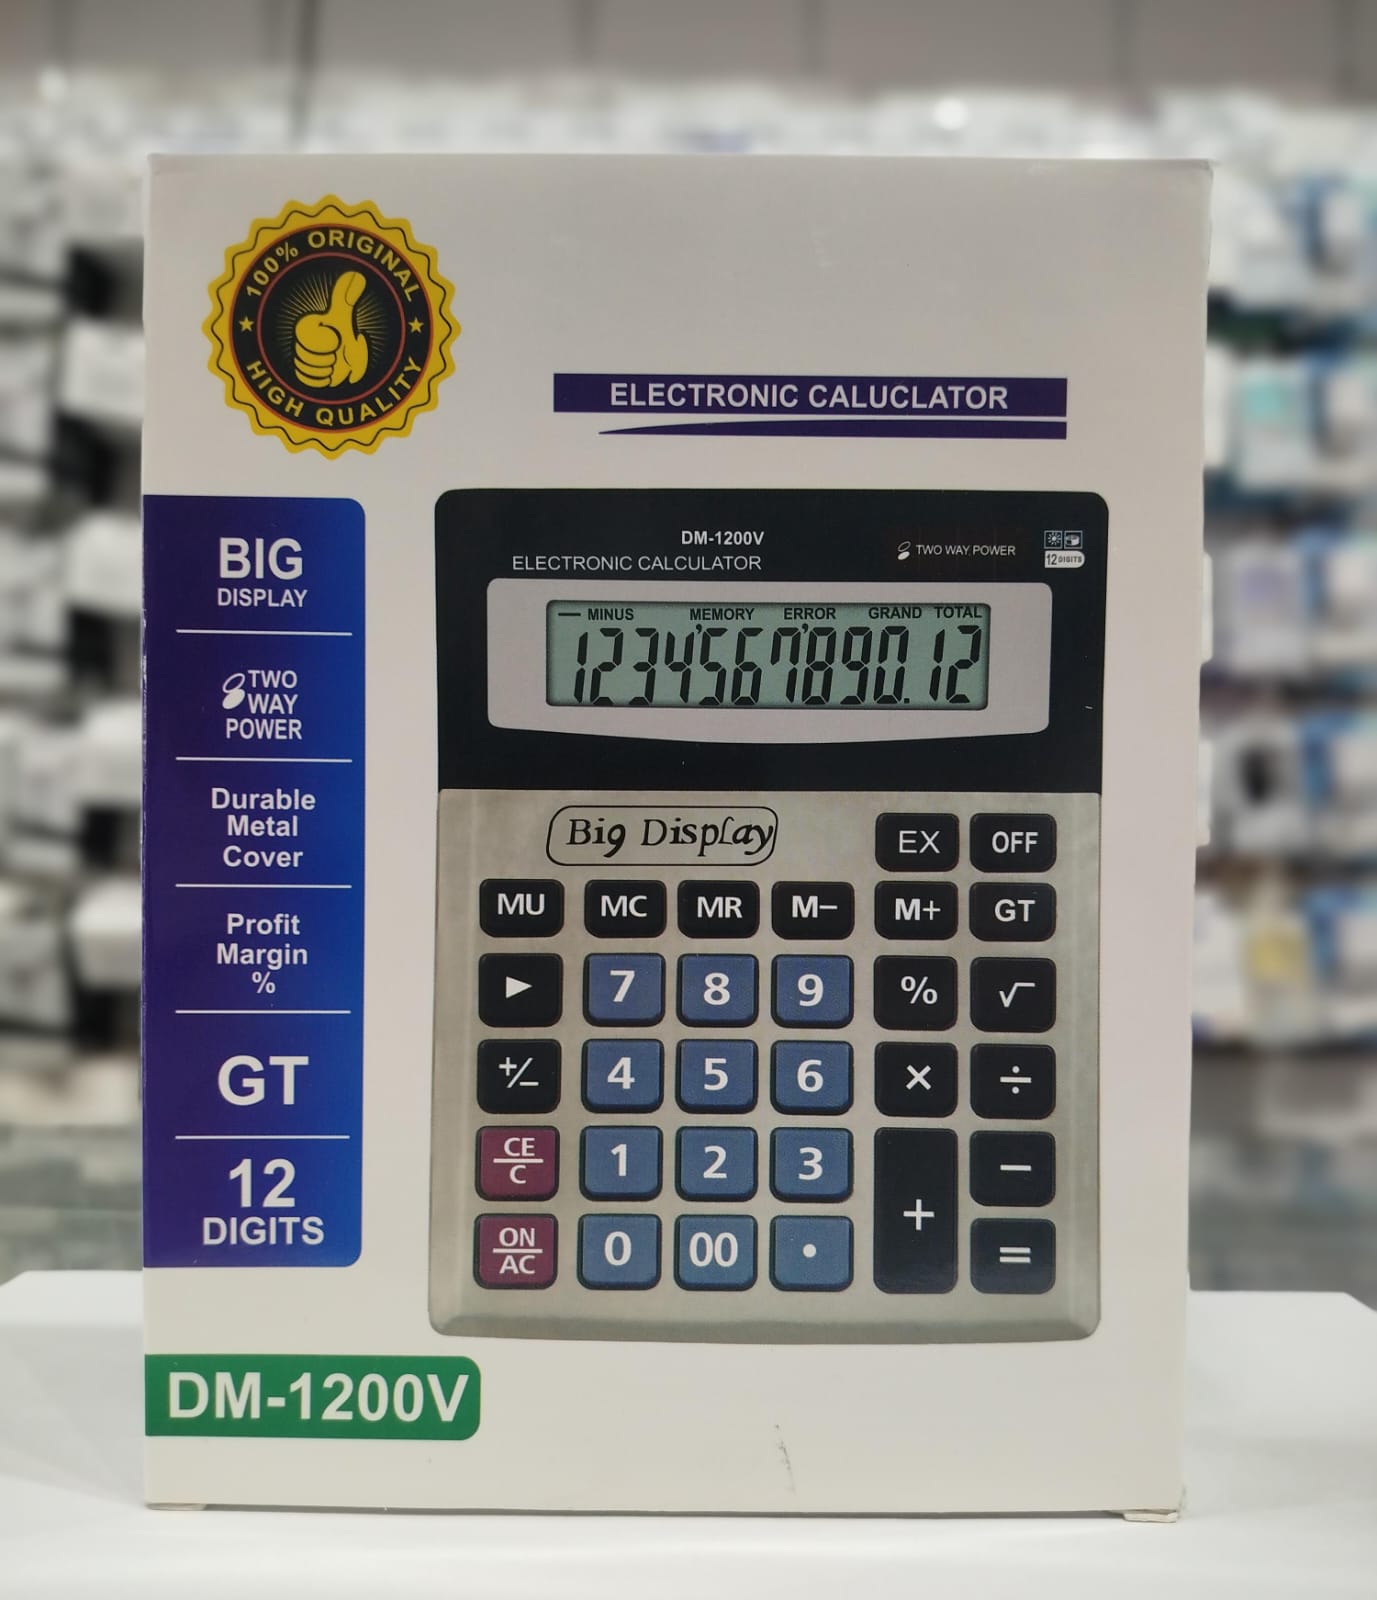 100% ORIGINAL
HIGH QUALITY
ELECTRONIC CALUCLATOR
BIG
DISPLAY
TWO
WAY
POWER
Durable
Metal
Cover
Profit
Margin
%
GT
12
DIGITS
DM-1200V
DM-1200V
ELECTRONIC CALCULATOR
TWO WAY POWER
12 DIGITS
— MINUS MEMORY ERROR GRAND TOTAL
1234'567'890.12
Big Display
EX OFF
MU MC MR M− M+ GT
▶ 7 8 9 % √
+/− 4 5 6 × ÷
CE/C 1 2 3 + −
ON/AC 0 00 • =